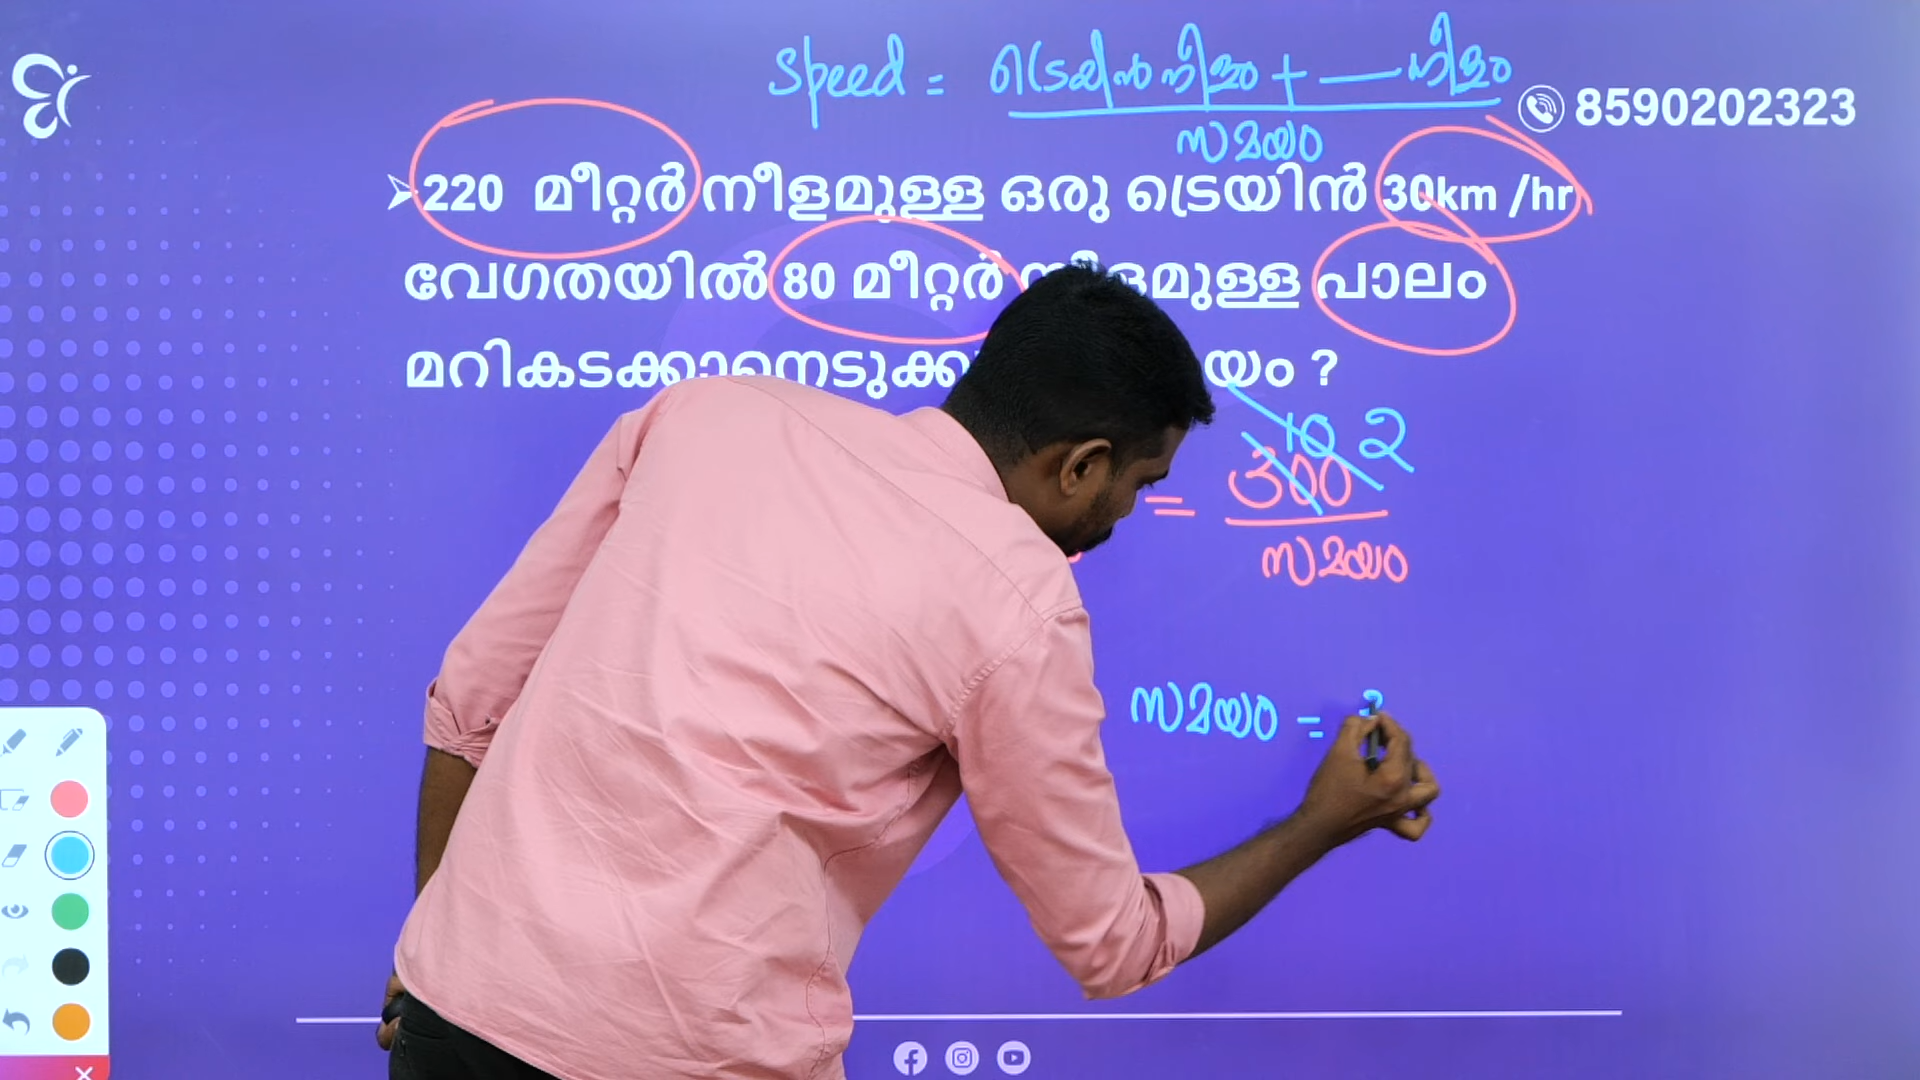 Speed = ട്രെയിൻ നീളം + — നീളം
സമയം
8590202323
➢220 മീറ്റർ നീളമുള്ള ഒരു ട്രെയിൻ 30km /hr
വേഗതയിൽ 80 മീറ്റർ നീളമുള്ള പാലം
മറികടക്കാനെടുക്കു യം ?
10 2
= 300
സമയം
സമയം =